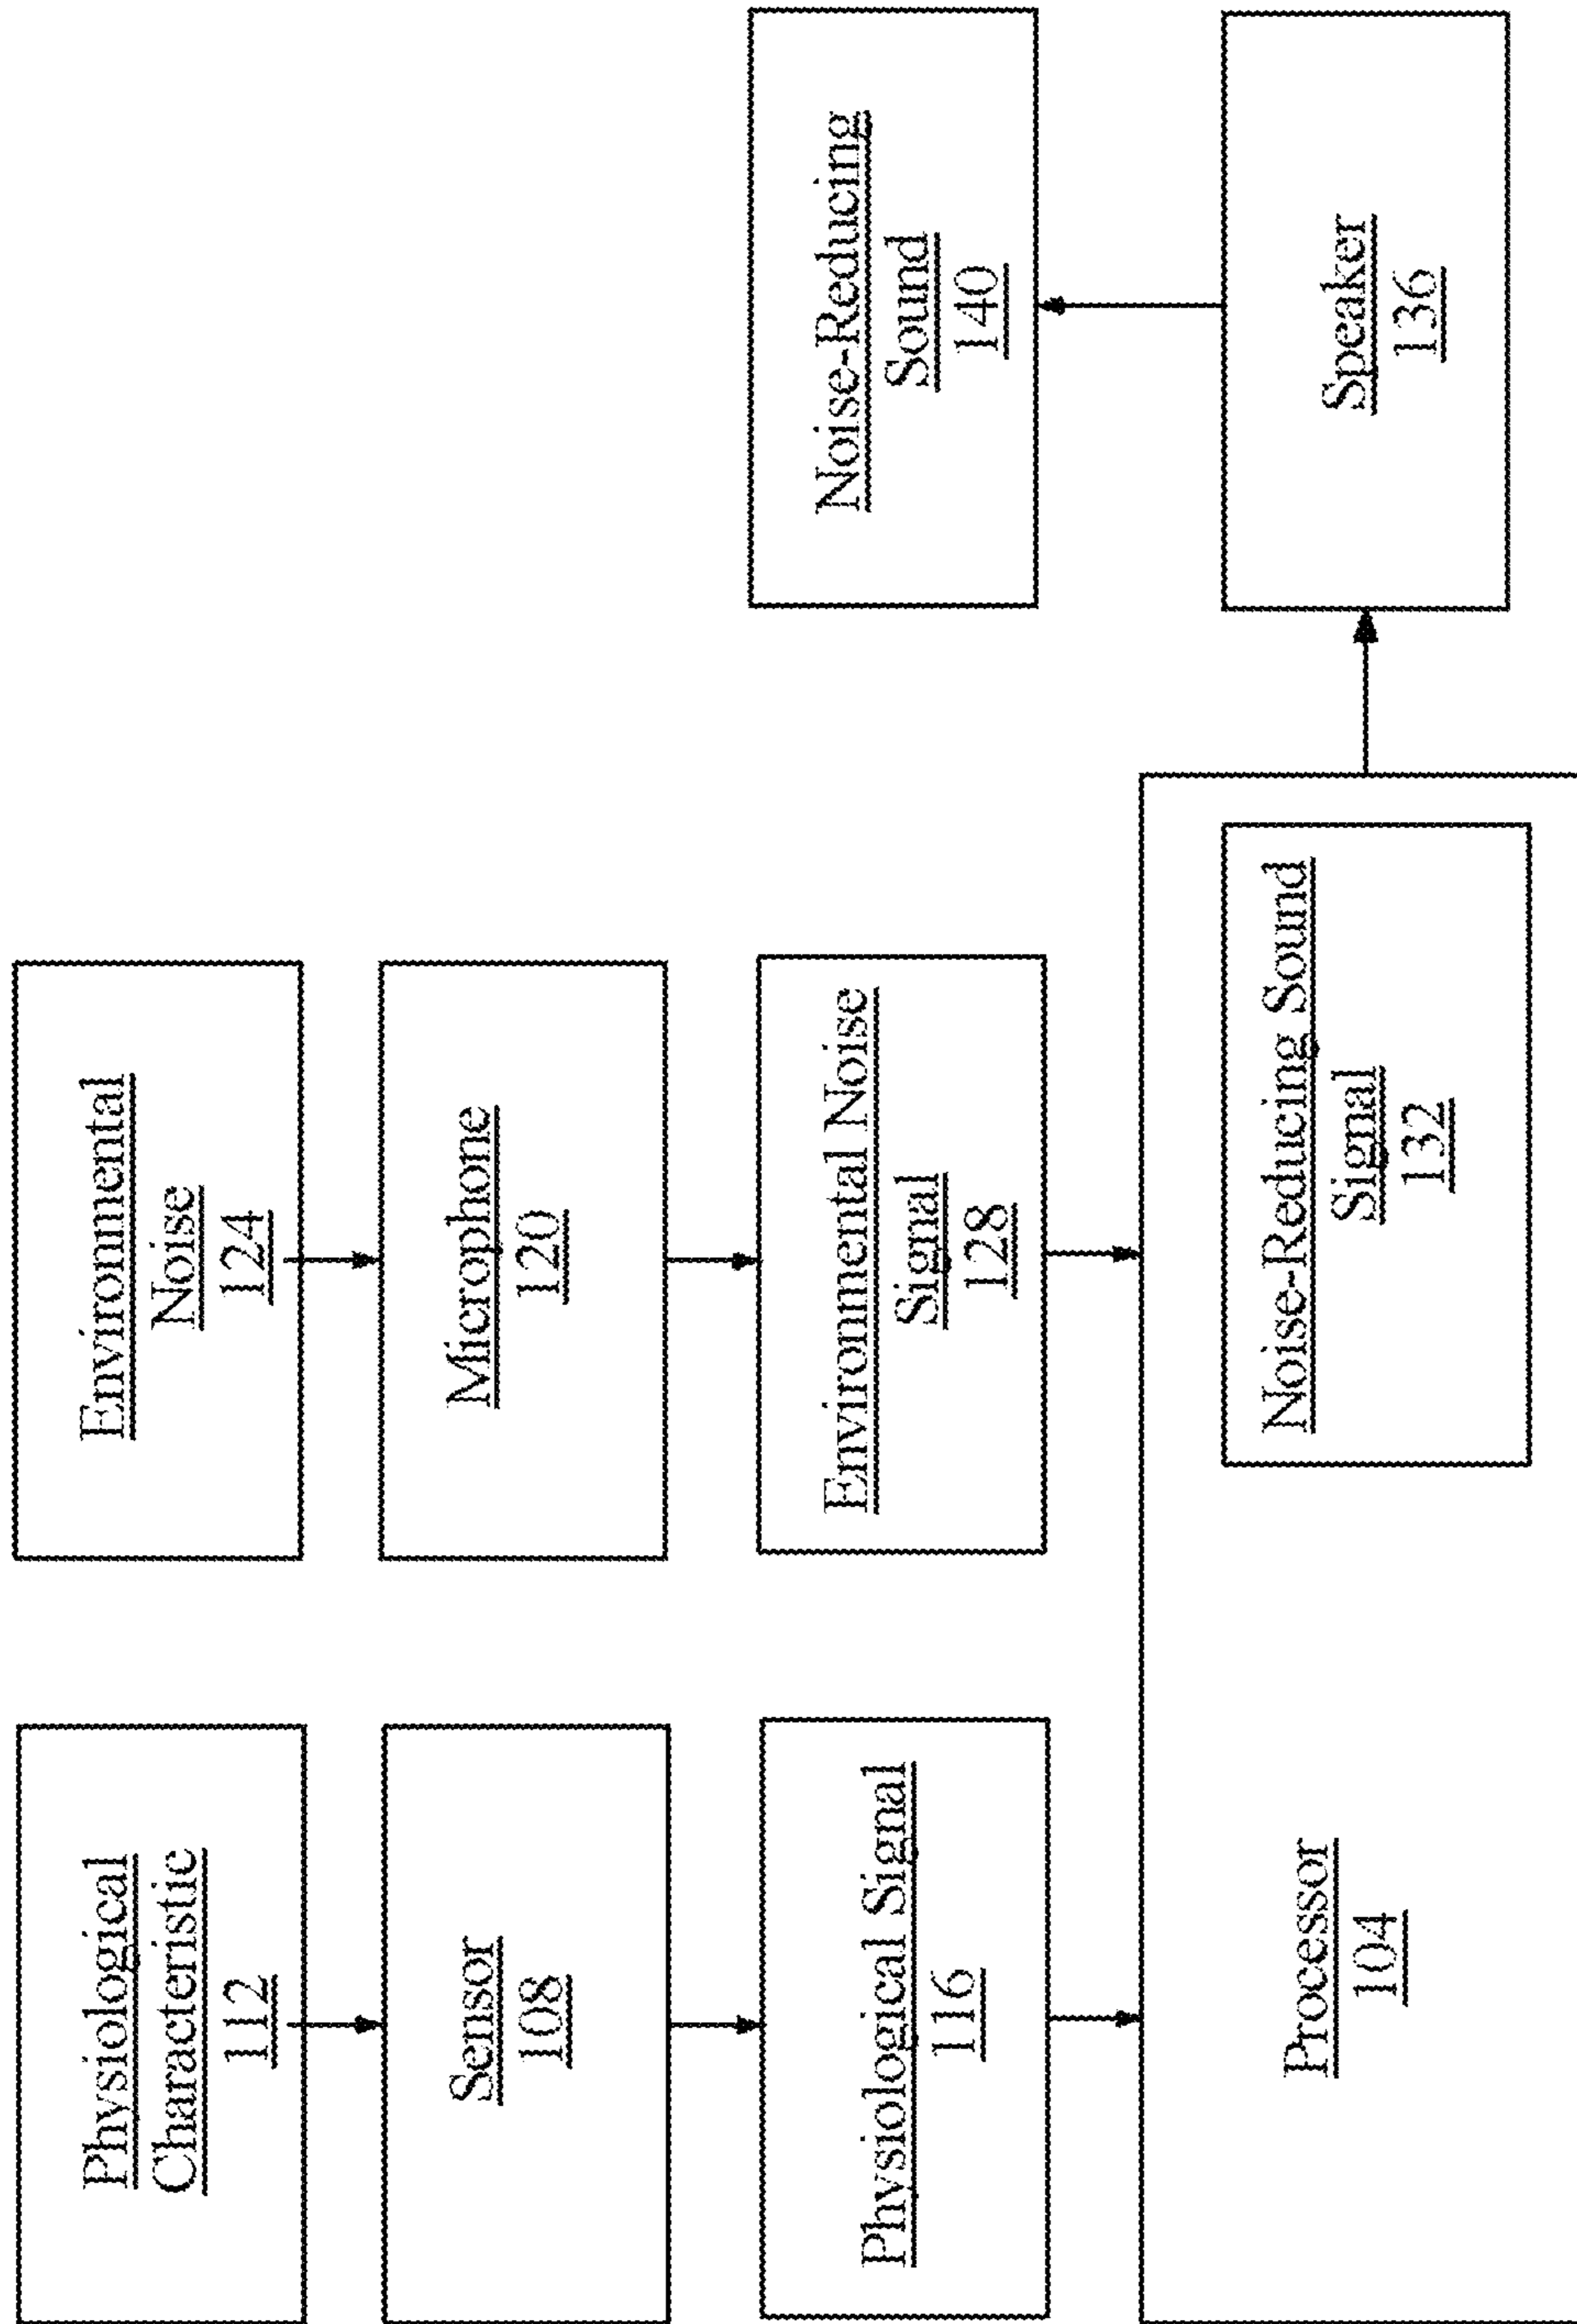 Physiological
Characteristic
112
Sensor
108
Physiological Signal
116
Processor
104
Environmental
Noise
124
Microphone
120
Environmental Noise
Signal
128
Noise-Reducing Sound
Signal
132
Noise-Reducing
Sound
140
Speaker
136